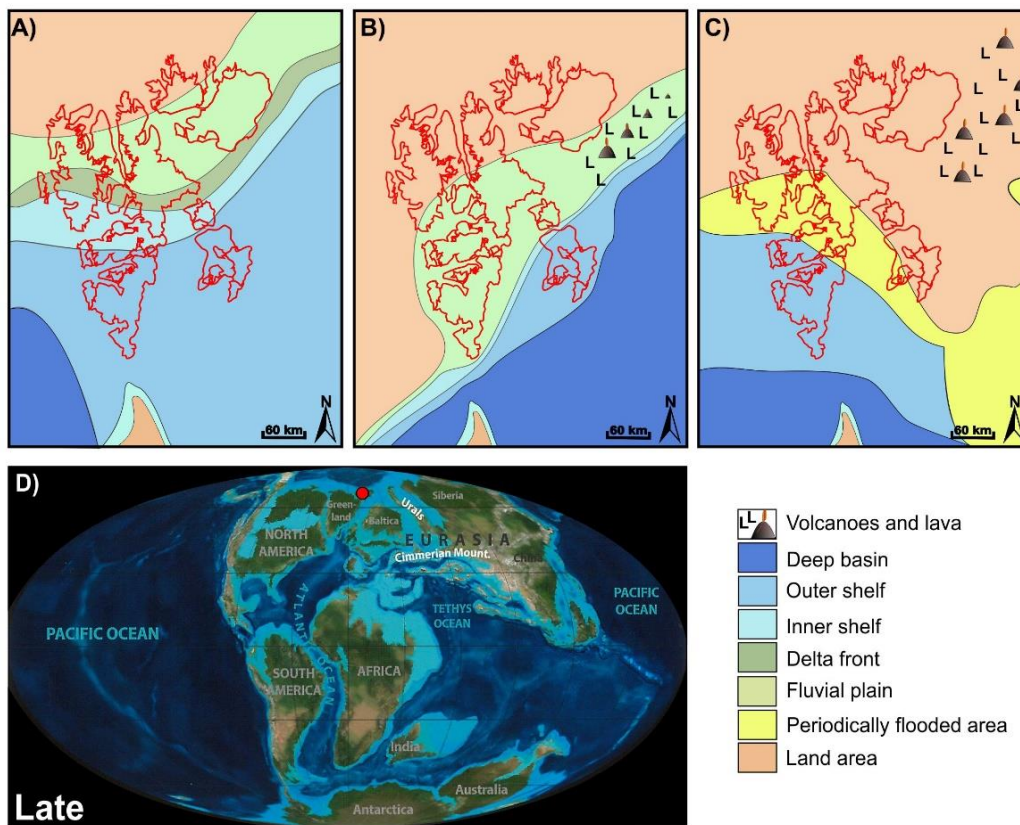 A)
N
60 km
B)
L
L
L
L
L
L
L
N
60 km
C)
L
L
L
L
L
L
L
L
L
N
60 km
D)
Green-
land
Siberia
Urals
Baltica
NORTH
AMERICA
EURASIA
Cimmerian Mount.
China
PACIFIC OCEAN
ATLANTIC OCEAN
TETHYS
OCEAN
PACIFIC
OCEAN
SOUTH
AMERICA
AFRICA
India
Australia
Antarctica
Late
L L Volcanoes and lava
Deep basin
Outer shelf
Inner shelf
Delta front
Fluvial plain
Periodically flooded area
Land area